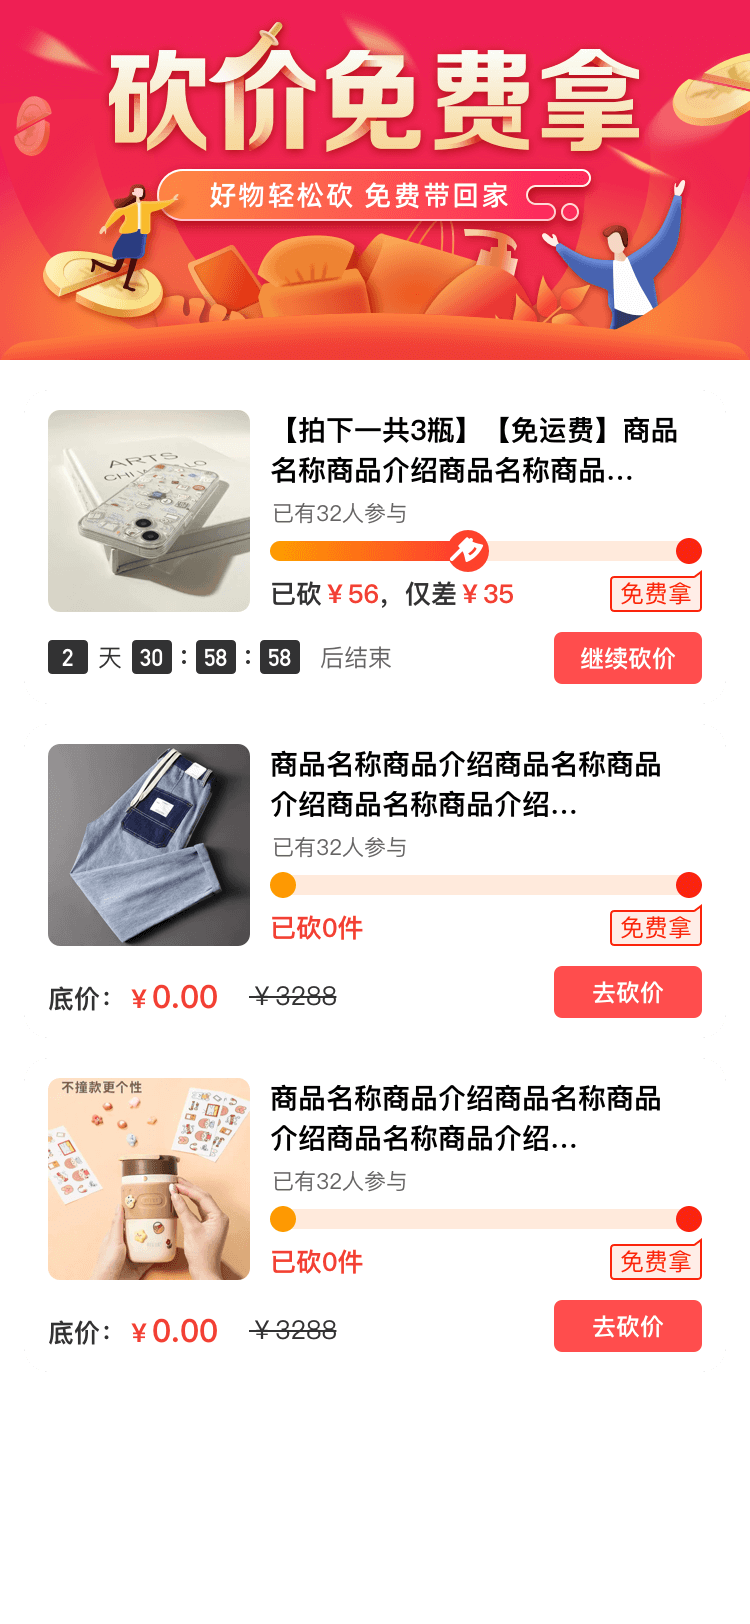 砍价免费拿
好物轻松砍 免费带回家
ARTS
【拍下一共3瓶】【免运费】商品
名称商品介绍商品名称商品...
已有32人参与
已砍¥56，仅差¥35
免费拿
2 天 30 : 58 : 58 后结束
继续砍价
商品名称商品介绍商品名称商品
介绍商品名称商品介绍...
已有32人参与
已砍0件
免费拿
底价： ¥0.00 ¥3288
去砍价
不撞款更个性
商品名称商品介绍商品名称商品
介绍商品名称商品介绍...
已有32人参与
已砍0件
免费拿
底价： ¥0.00 ¥3288
去砍价